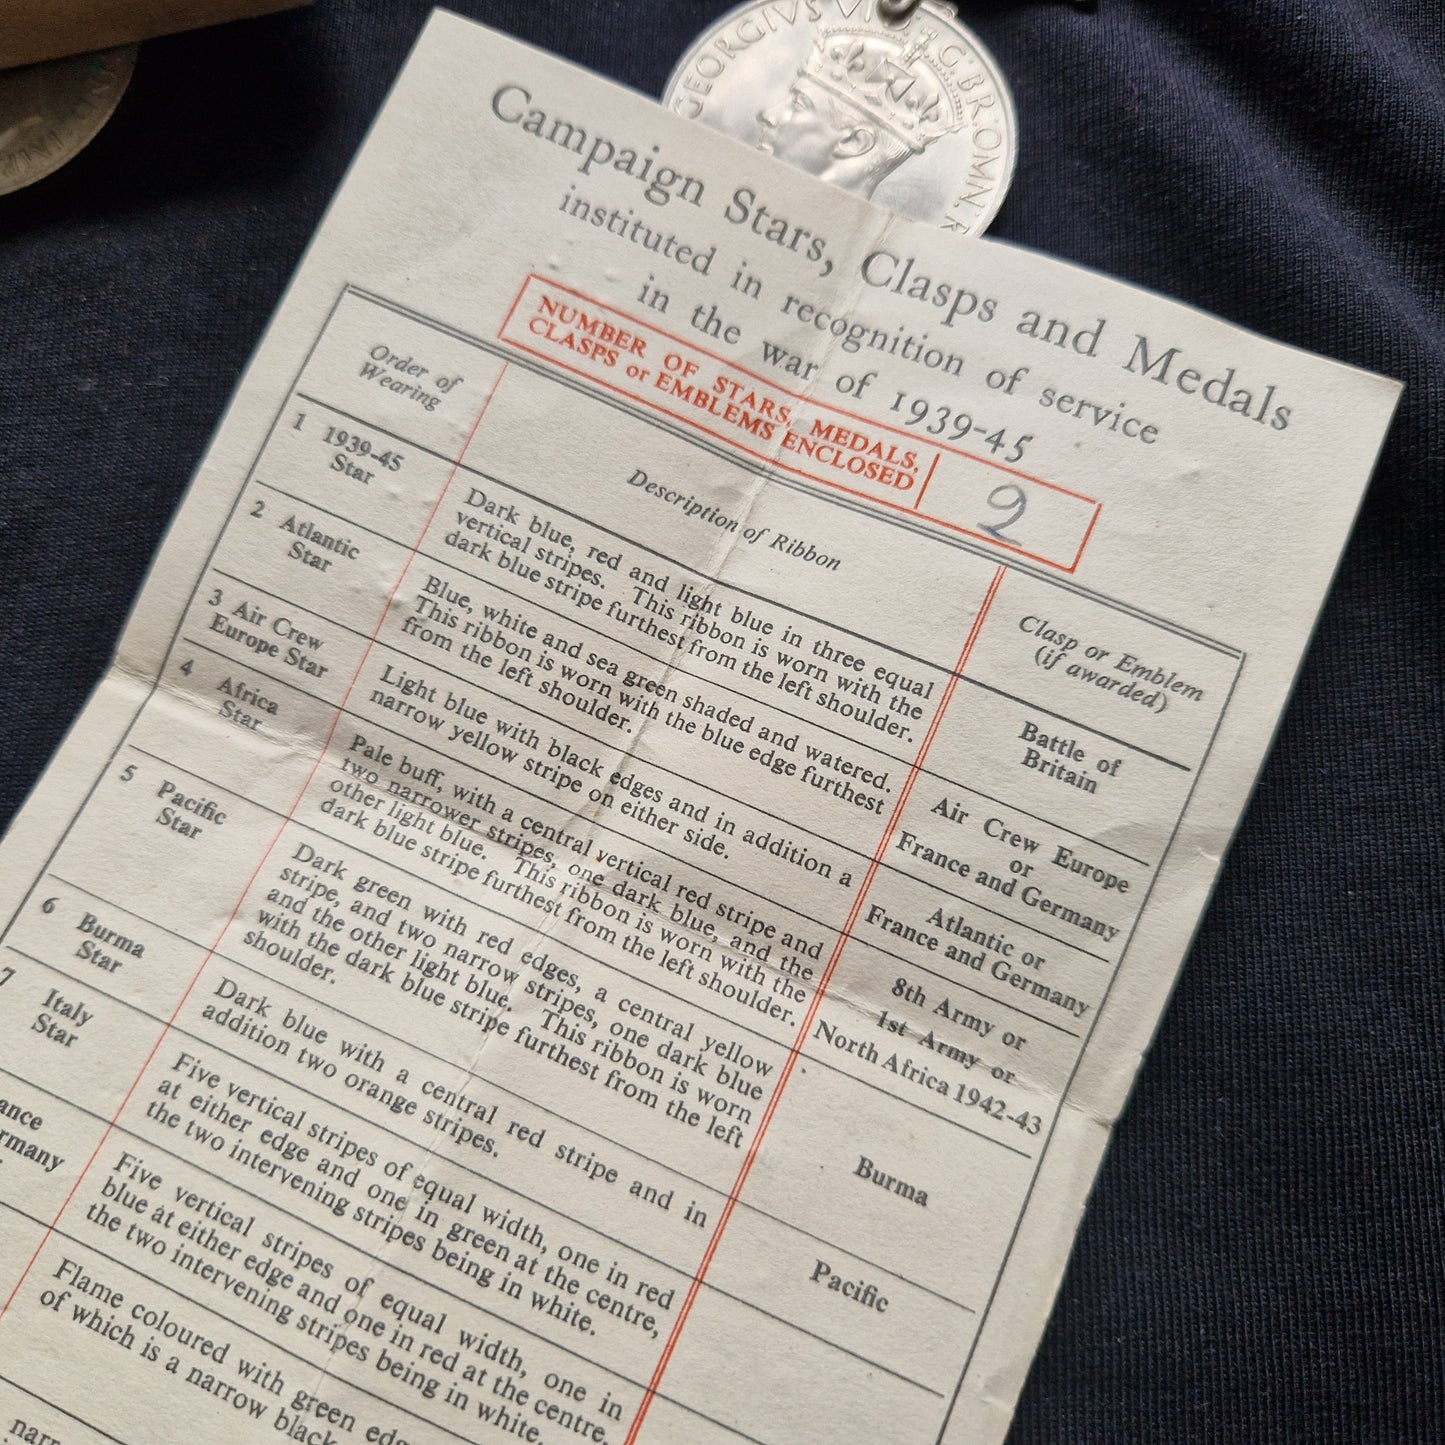 GEORGIVS VI D:G:BR:OMN:R
Campaign Stars, Clasps and Medals
instituted in recognition of service
in the war of 1939-45
NUMBER OF STARS, MEDALS,
CLASPS or EMBLEMS ENCLOSED
2
Order of
Wearing
Description of Ribbon
Clasp or Emblem
(if awarded)
1 1939-45
Star
Dark blue, red and light blue in three equal
vertical stripes. This ribbon is worn with the
dark blue stripe furthest from the left shoulder.
Battle of
Britain
2 Atlantic
Star
Blue, white and sea green shaded and watered.
This ribbon is worn with the blue edge furthest
from the left shoulder.
Air Crew Europe
or
France and Germany
3 Air Crew
Europe Star
Light blue with black edges and in addition a
narrow yellow stripe on either side.
Atlantic or
France and Germany
4 Africa
Star
Pale buff, with a central vertical red stripe and
two narrower stripes, one dark blue, and the
other light blue. This ribbon is worn with the
dark blue stripe furthest from the left shoulder.
8th Army or
1st Army or
North Africa 1942-43
5 Pacific
Star
Dark green with red edges, a central yellow
stripe, and two narrow stripes, one dark blue
and the other light blue. This ribbon is worn
with the dark blue stripe furthest from the left
shoulder.
Burma
6 Burma
Star
Dark blue with a central red stripe and in
addition two orange stripes.
Pacific
7 Italy
Star
Five vertical stripes of equal width, one in red
at either edge and one in green at the centre,
the two intervening stripes being in white.
ance
rmany
Five vertical stripes of equal width, one in
blue at either edge and one in red at the centre,
the two intervening stripes being in white.
Flame coloured with green edg
of which is a narrow black
narr